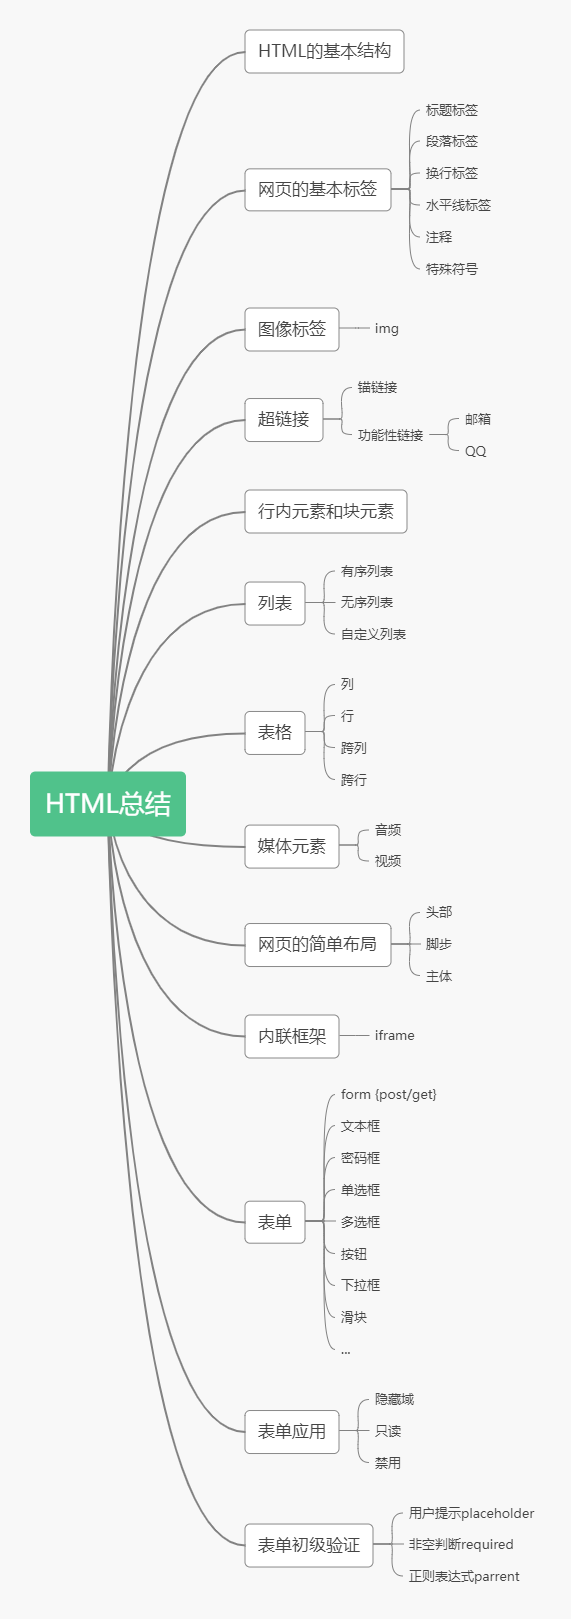 HTML总结
HTML的基本结构
网页的基本标签
标题标签
段落标签
换行标签
水平线标签
注释
特殊符号
图像标签
img
超链接
锚链接
功能性链接
邮箱
QQ
行内元素和块元素
列表
有序列表
无序列表
自定义列表
表格
列
行
跨列
跨行
媒体元素
音频
视频
网页的简单布局
头部
脚步
主体
内联框架
iframe
表单
form {post/get}
文本框
密码框
单选框
多选框
按钮
下拉框
滑块
...
表单应用
隐藏域
只读
禁用
表单初级验证
用户提示placeholder
非空判断required
正则表达式parrent